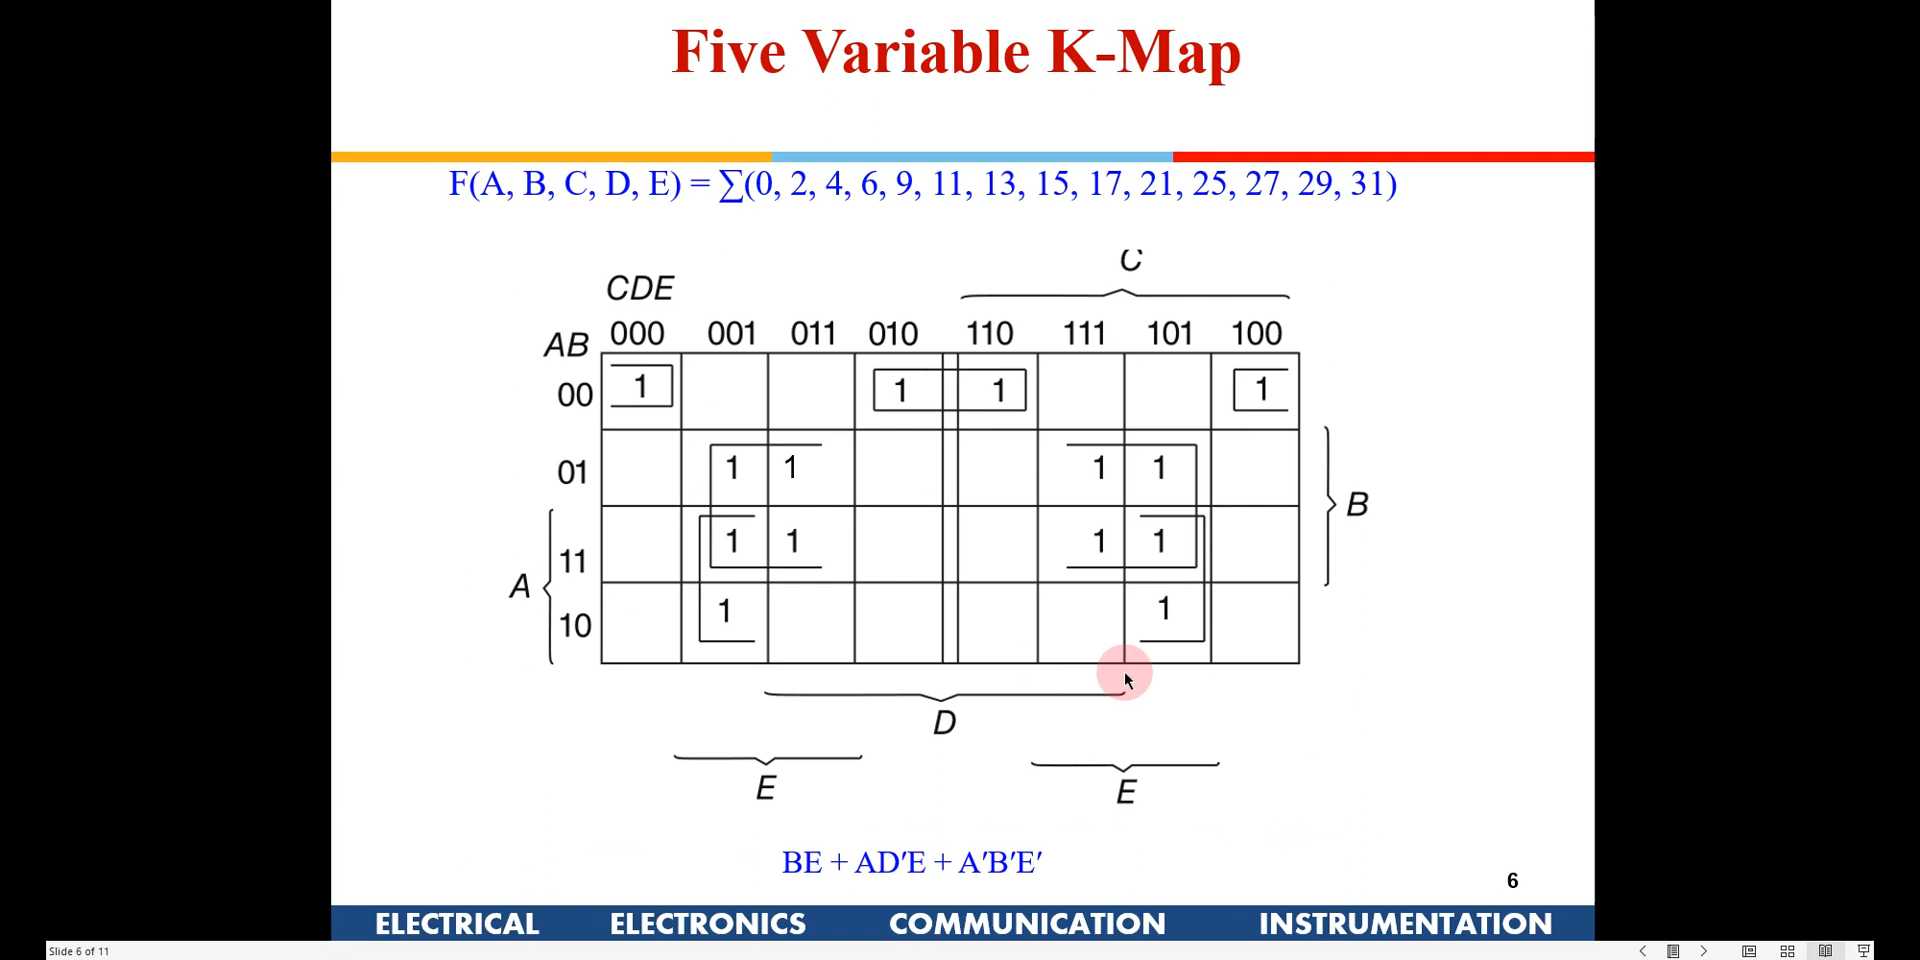 Five Variable K-Map
F(A, B, C, D, E) = ∑(0, 2, 4, 6, 9, 11, 13, 15, 17, 21, 25, 27, 29, 31)
C
CDE
AB 000 001 011 010 110 111 101 100
00 1 1 1 1
01 1 1 1 1
B
11 1 1 1 1
A
10 1 1
D
E E
BE + AD′E + A′B′E′
6
ELECTRICAL ELECTRONICS COMMUNICATION INSTRUMENTATION
Slide 6 of 11